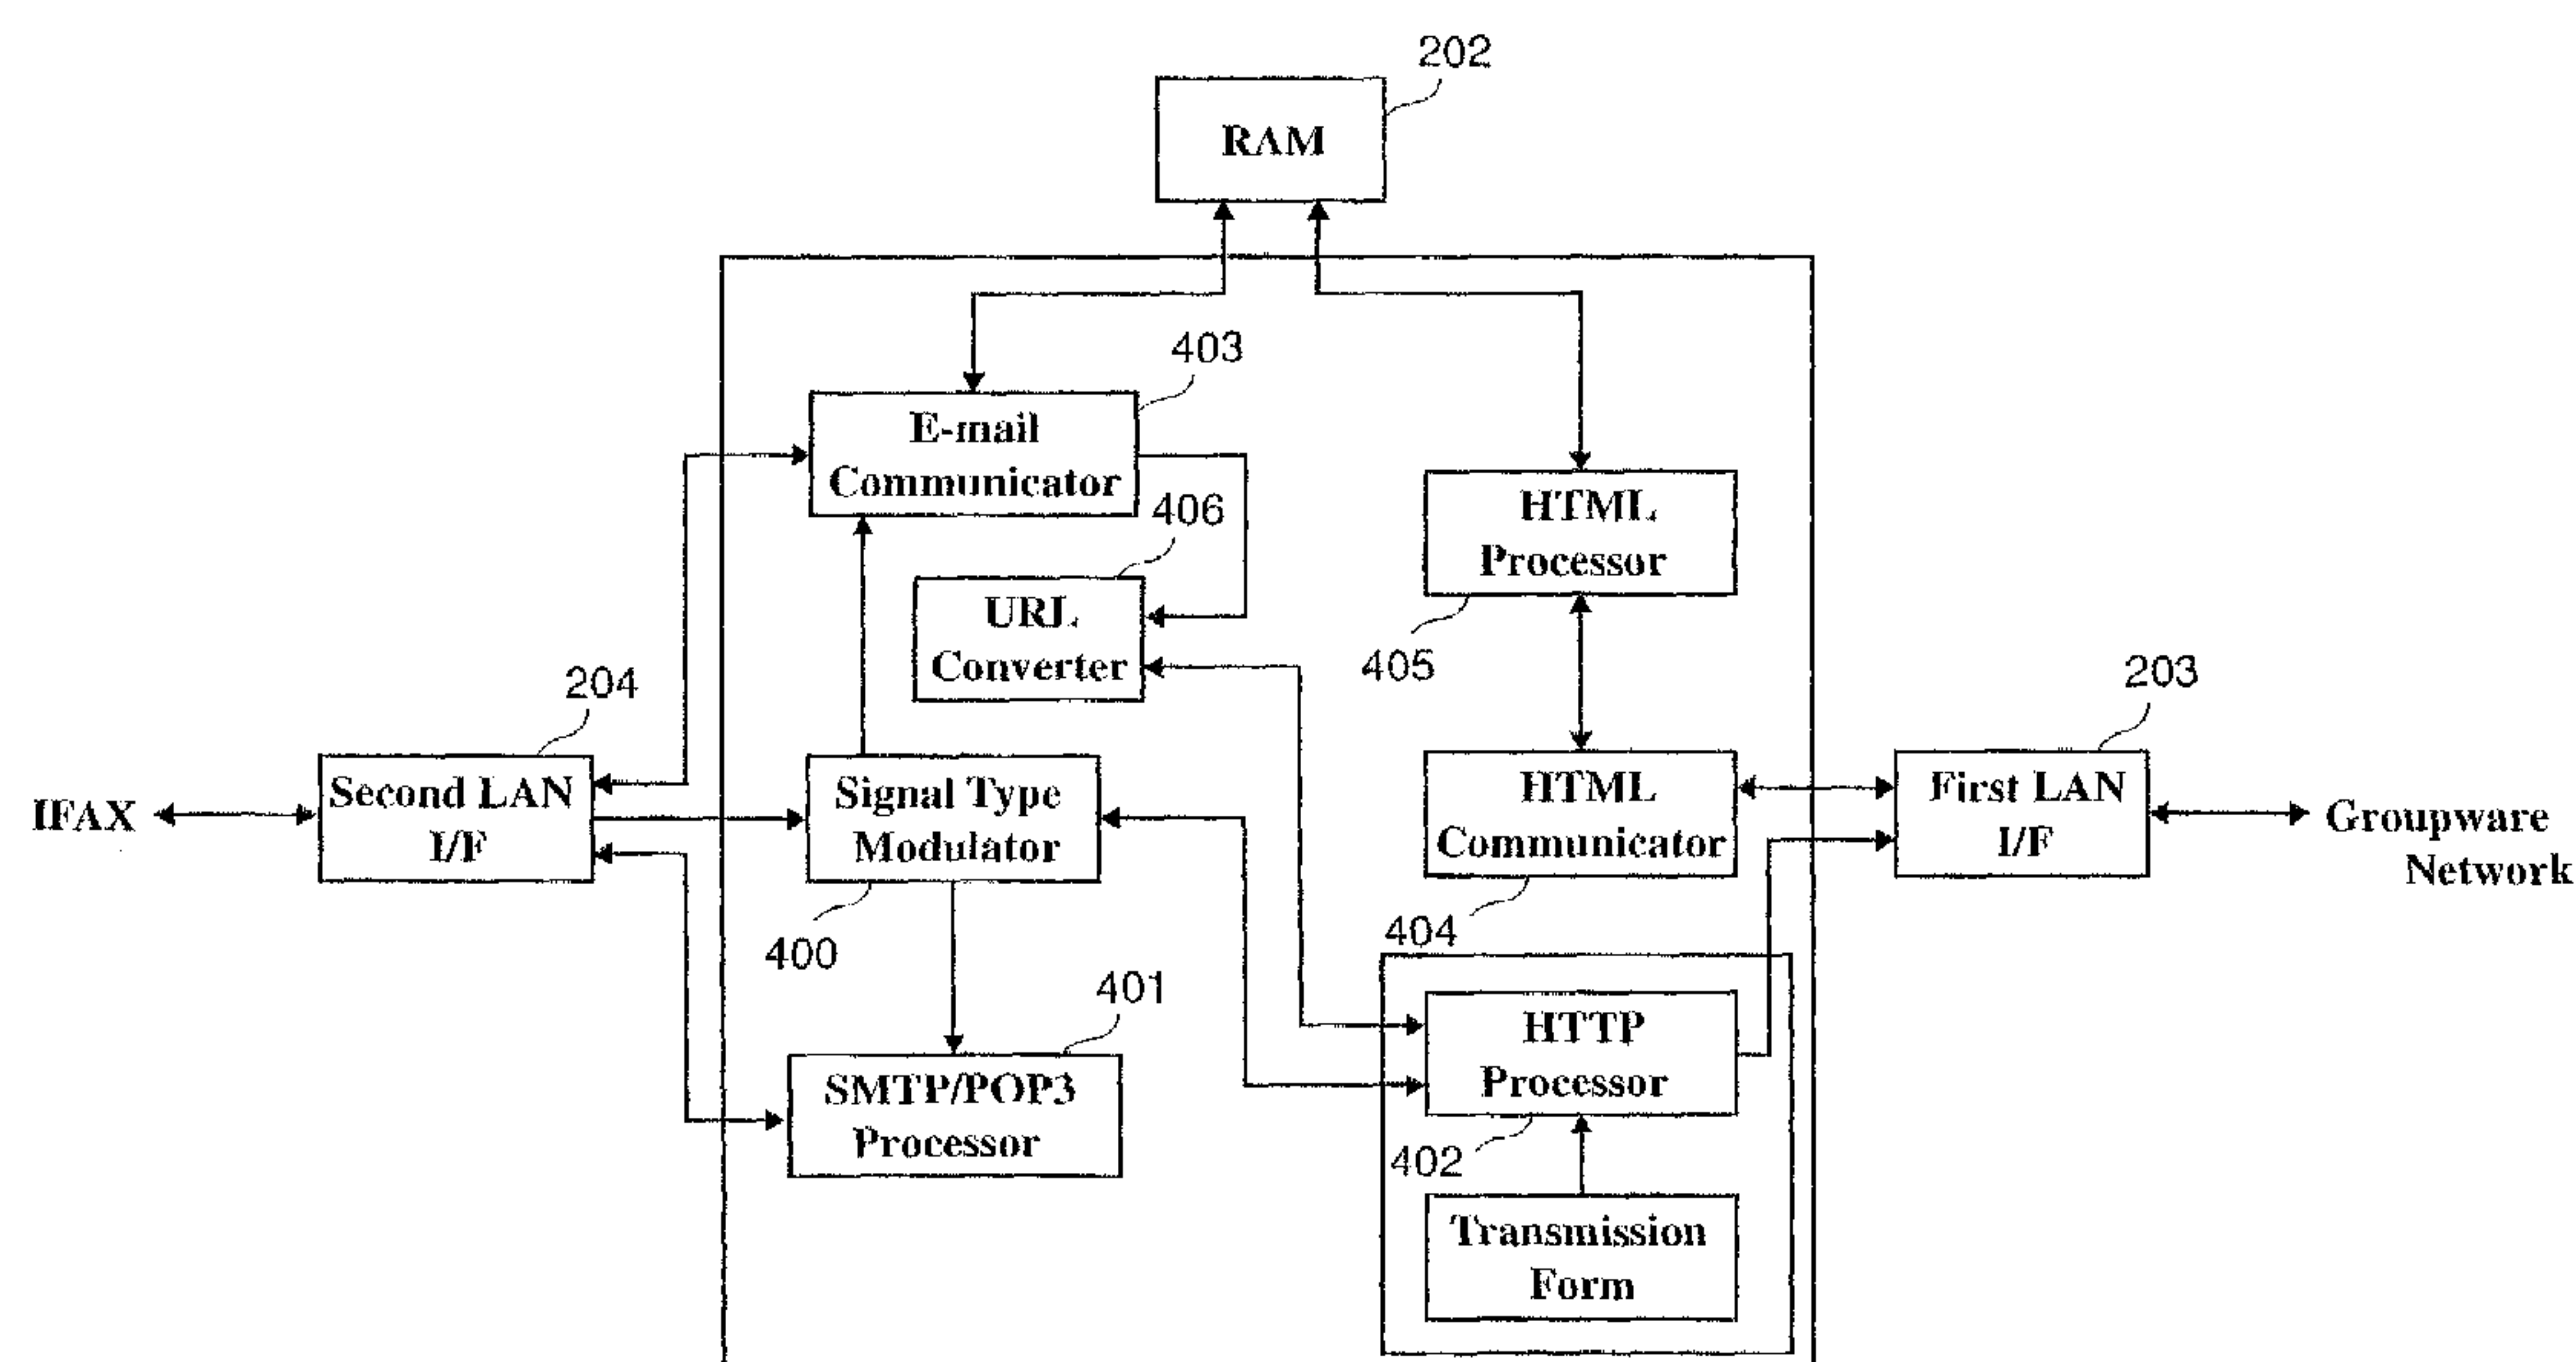 202
RAM
403
E-mail
Communicator
406
URL
Converter
HTML
Processor
405
204
203
IFAX
Second LAN
I/F
Signal Type
Modulator
HTML
Communicator
First LAN
I/F
Groupware
Network
400
404
401
SMTP/POP3
Processor
HTTP
Processor
402
Transmission
Form